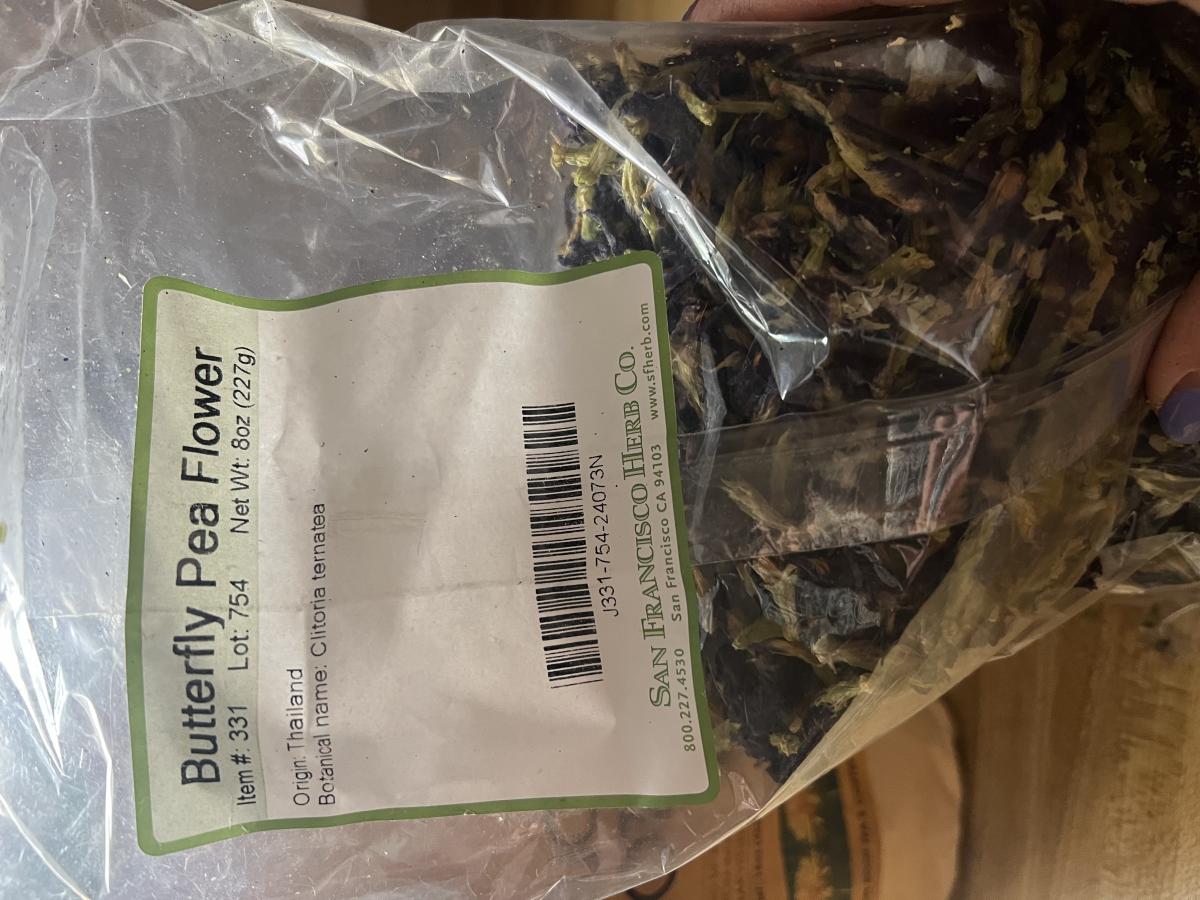 Butterfly Pea Flower
Item #: 331 Lot: 754 Net Wt: 8oz (227g)
Origin: Thailand
Botanical name: Clitoria ternatea
J331-754-24073N
SAN FRANCISCO HERB CO.
800.227.4530 San Francisco CA 94103 www.sfherb.com